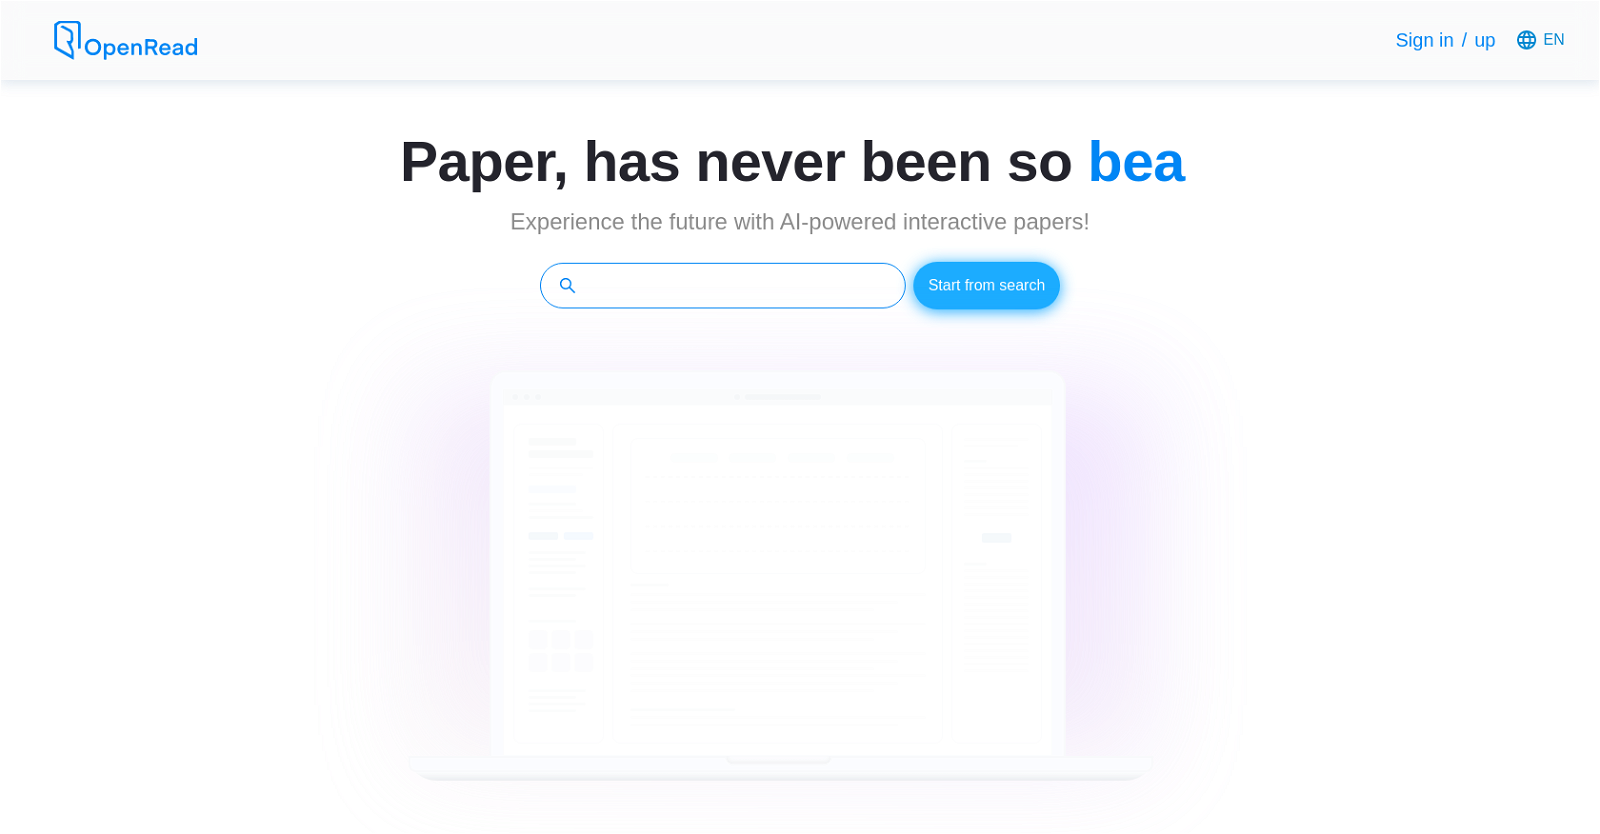 OpenRead
Sign in / up
EN
Paper, has never been so bea
Experience the future with AI-powered interactive papers!
Start from search